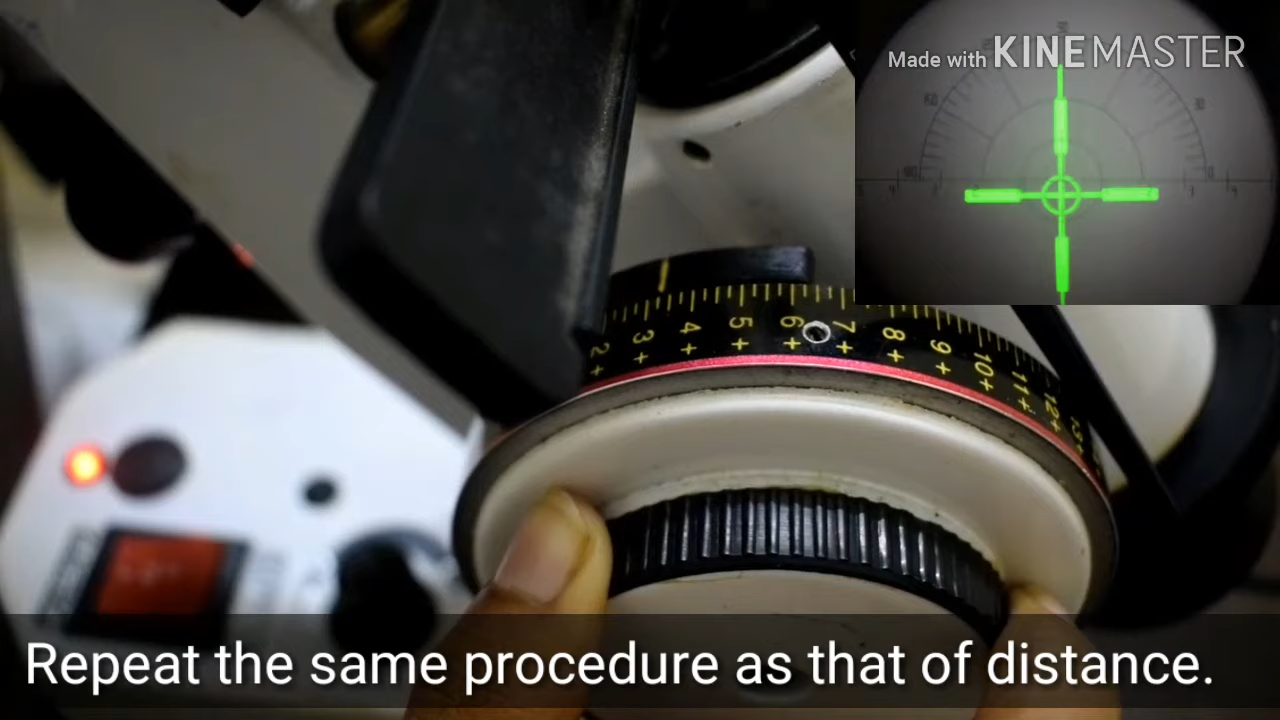 Made with KINEMASTER
2 3 4 5 6 7 8 9 10 11 12 13
+ + + + + + + + + + + +
Repeat the same procedure as that of distance.